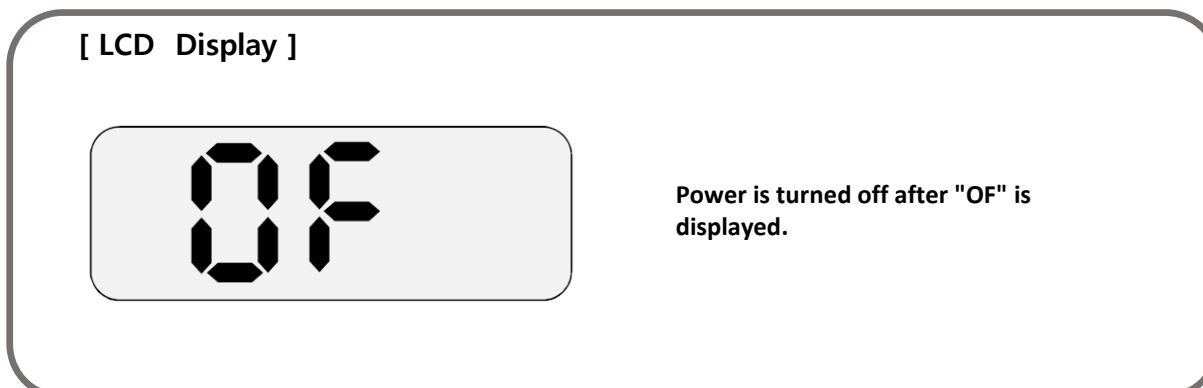 [ LCD Display ]
OF
Power is turned off after "OF" is
displayed.